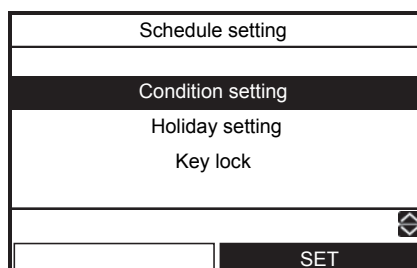 Schedule setting
Condition setting
Holiday setting
Key lock
SET